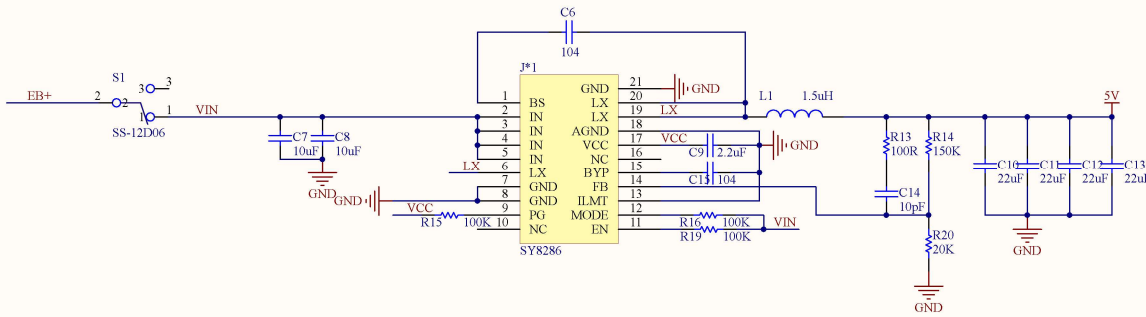 C6
104
J*1
S1
3
3
EB+
2
2
1
1
VIN
SS-12D06
C7
10uF
C8
10uF
GND
LX
GND
VCC
R15
100K
1
BS
2
IN
3
IN
4
IN
5
IN
6
LX
7
GND
8
GND
9
PG
10
NC
GND
21
LX
20
LX
19
AGND
18
VCC
17
NC
16
BYP
15
FB
14
ILMT
13
MODE
12
EN
11
SY8286
GND
LX
VCC
C9
2.2uF
GND
C15
104
R16
100K
R19
100K
VIN
L1
1.5uH
R13
100R
R14
150K
C14
10pF
R20
20K
GND
5V
C10
22uF
C11
22uF
C12
22uF
C13
22u
GND